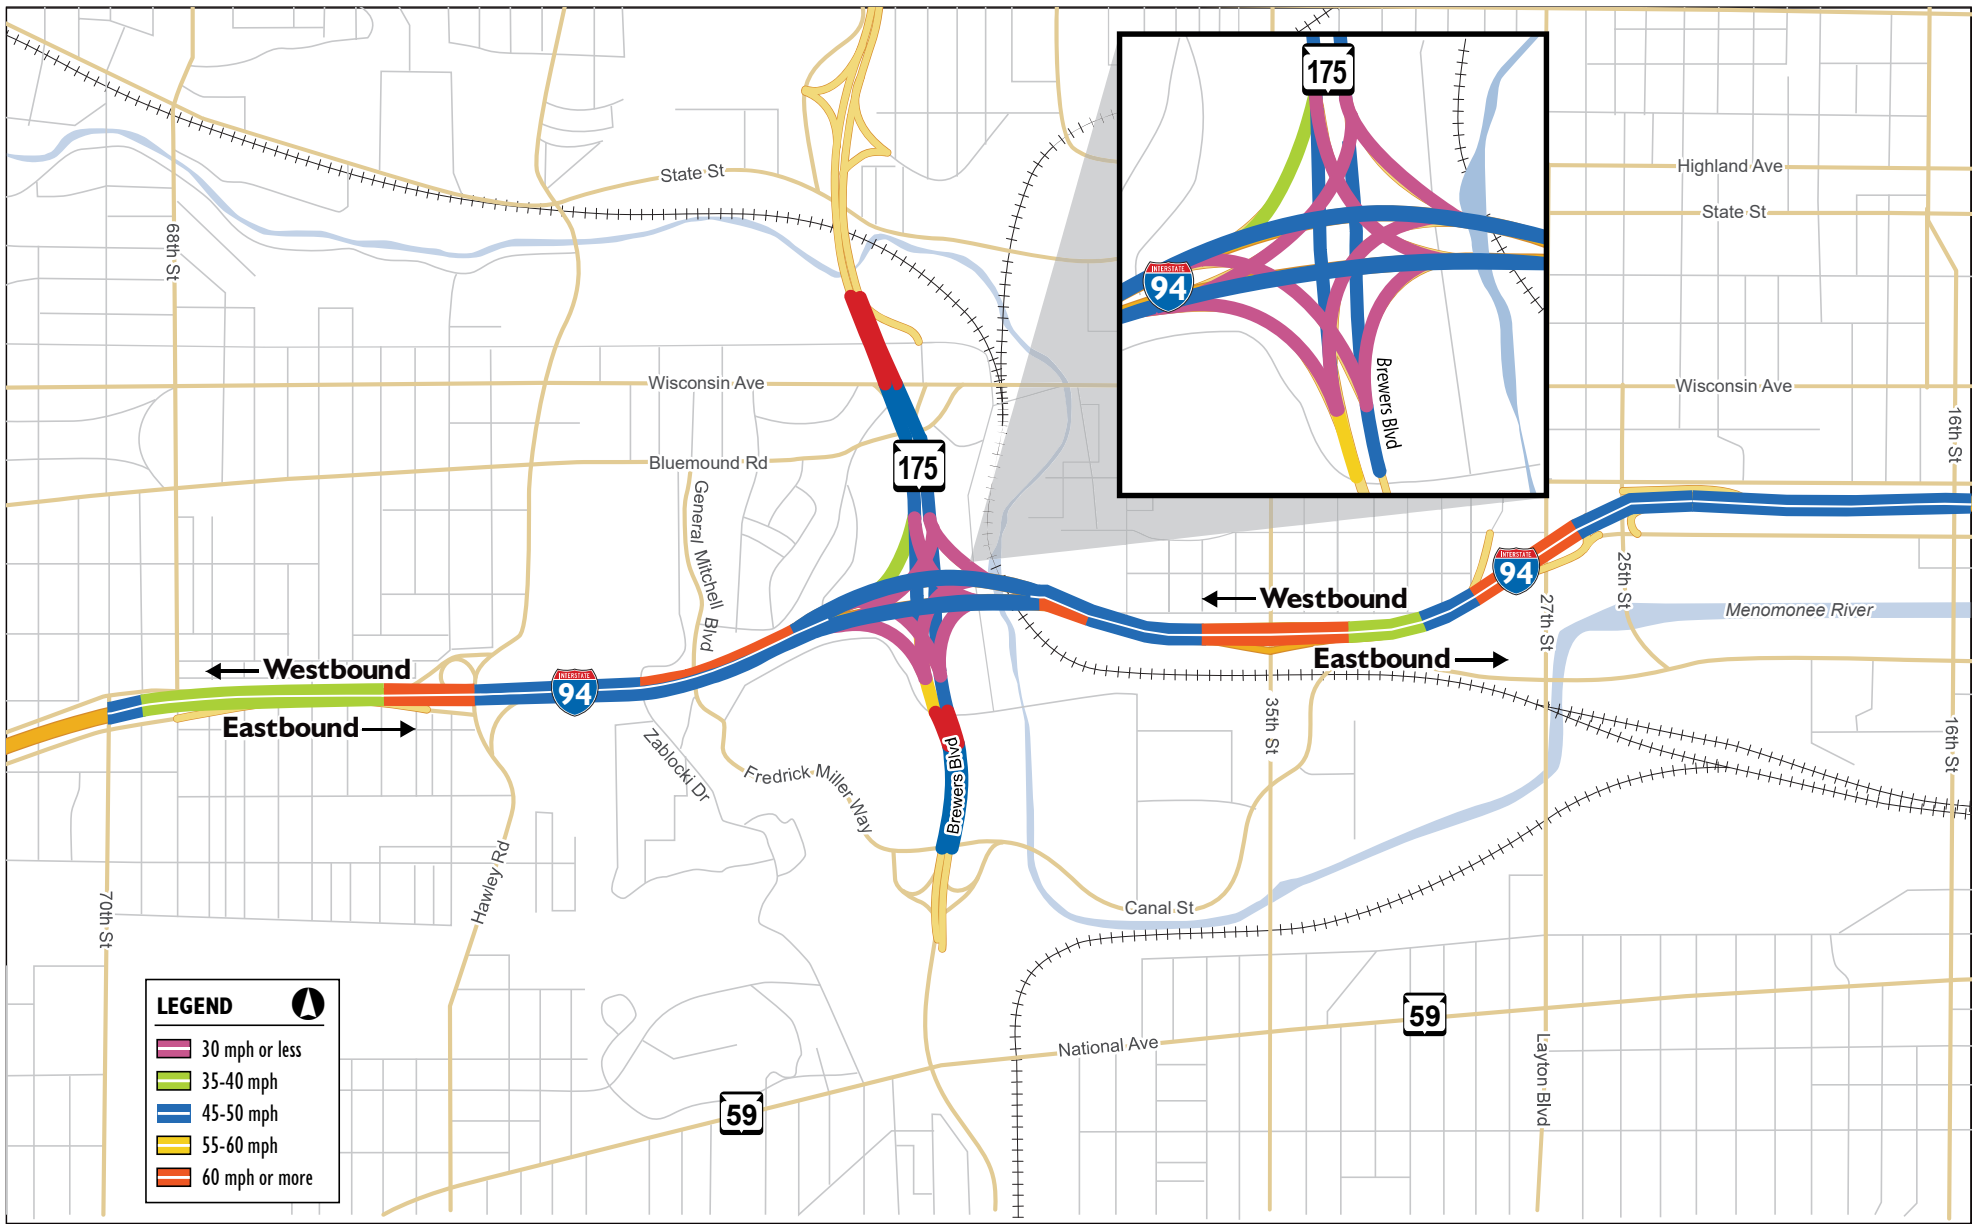 175
Highland Ave
State St
State St
68th St
INTERSTATE
94
Wisconsin Ave
Wisconsin Ave
Brewers Blvd
16th St
Bluemound Rd
175
General Mitchell Blvd
INTERSTATE
94
25th St
27th St
Westbound
Menomonee River
Eastbound
Westbound
INTERSTATE
94
Eastbound
35th St
16th St
Zablocki Dr
Fredrick Miller Way
Brewers Blvd
Hawley Rd
70th St
Canal St
59
National Ave
Layton Blvd
59
LEGEND
30 mph or less
35-40 mph
45-50 mph
55-60 mph
60 mph or more